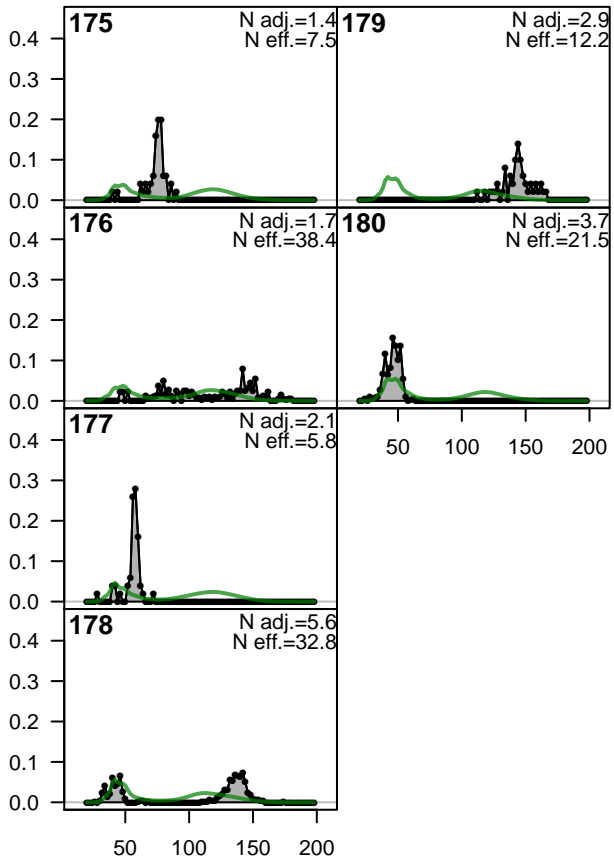 175
N adj.=1.4
N eff.=7.5
0.4
0.3
0.2
0.1
0.0
179
N adj.=2.9
N eff.=12.2
176
N adj.=1.7
N eff.=38.4
0.4
0.3
0.2
0.1
0.0
180
N adj.=3.7
N eff.=21.5
50 100 150 200
177
N adj.=2.1
N eff.=5.8
0.4
0.3
0.2
0.1
0.0
178
N adj.=5.6
N eff.=32.8
0.4
0.3
0.2
0.1
0.0
50 100 150 200